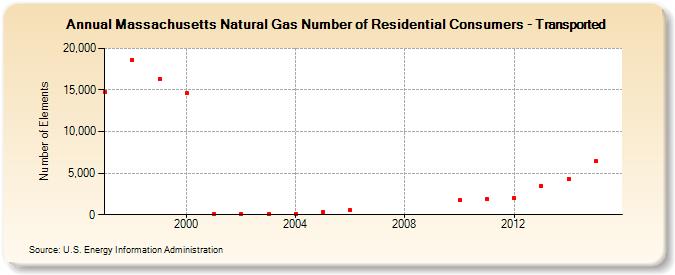 Annual Massachusetts Natural Gas Number of Residential Consumers - Transported
Number of Elements
20,000
15,000
10,000
5,000
0
2000 2004 2008 2012
Source: U.S. Energy Information Administration